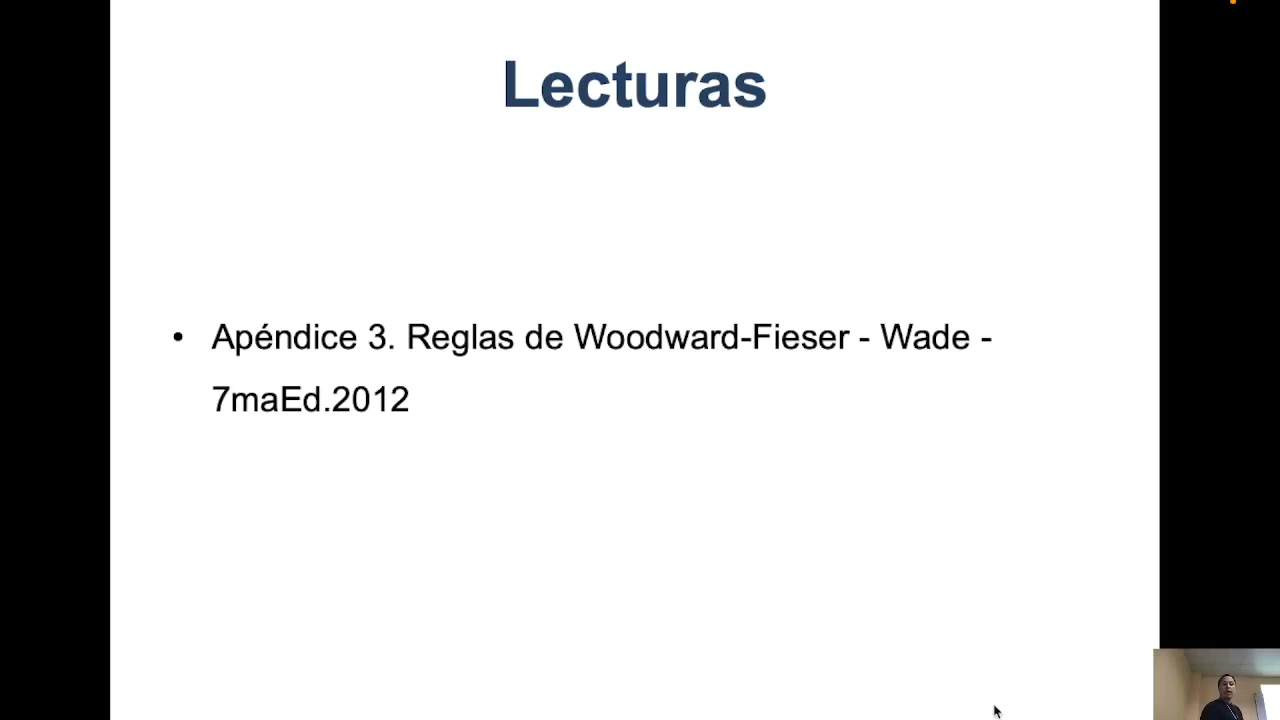 Lecturas
• Apéndice 3. Reglas de Woodward-Fieser - Wade -
7maEd.2012